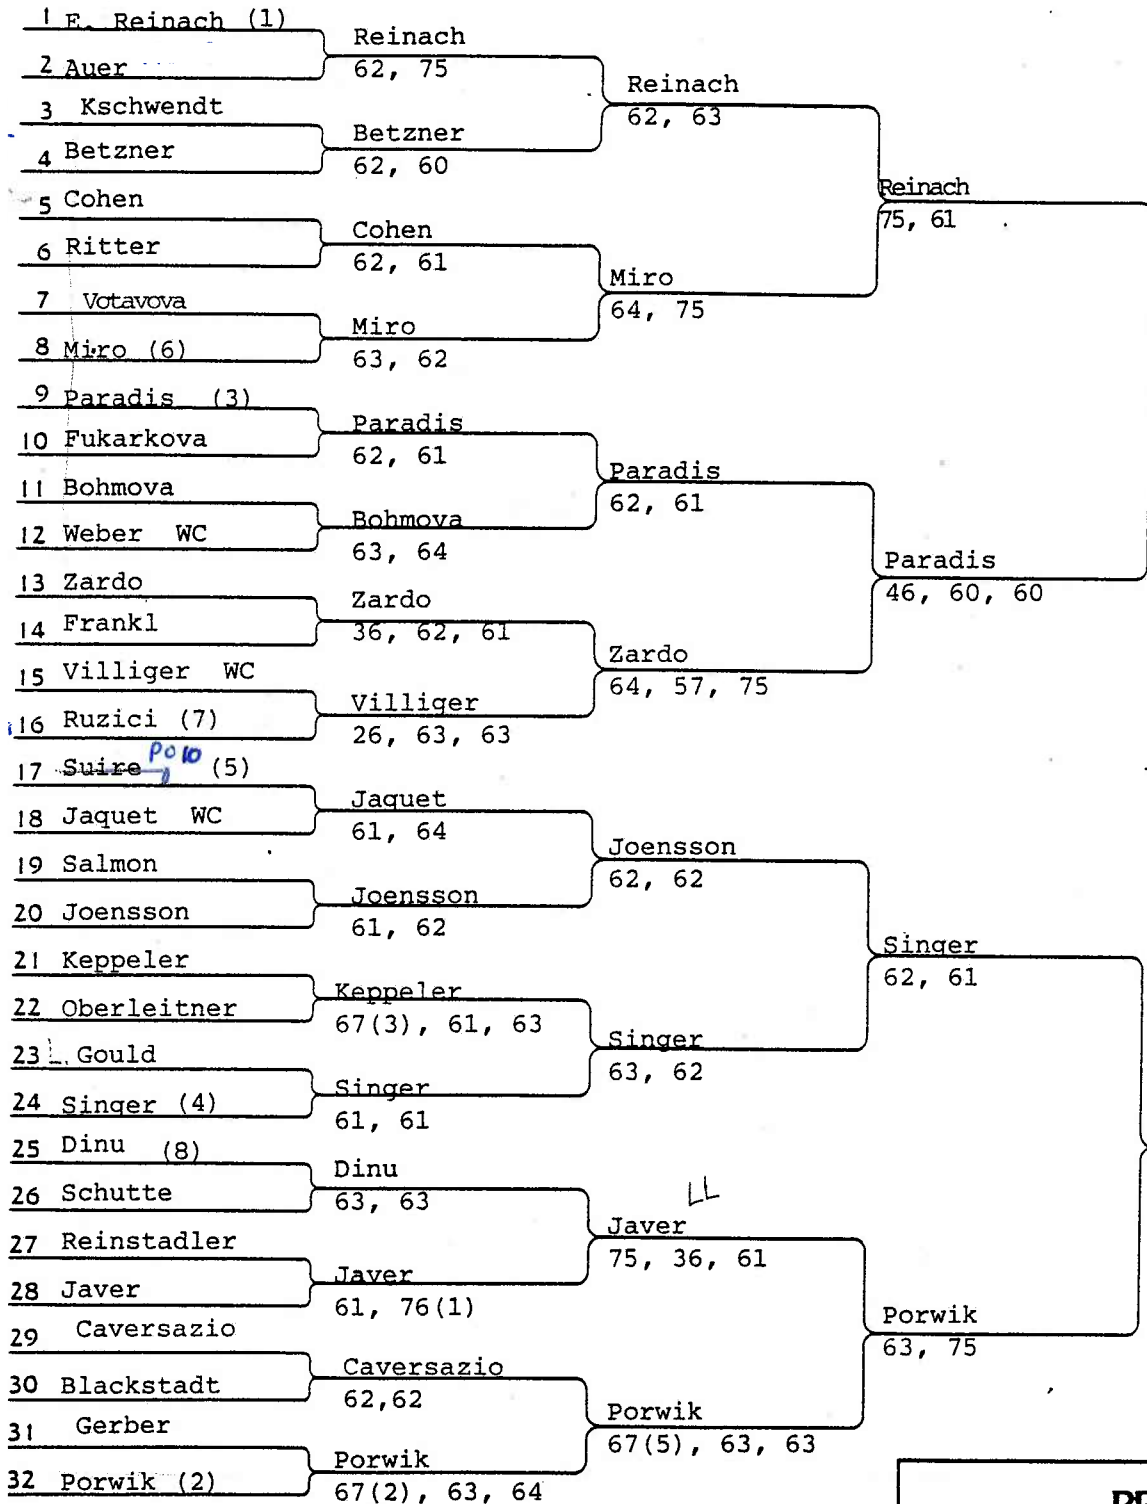 1 E. Reinach (1)
2 Auer
3 Kschwendt
4 Betzner
5 Cohen
6 Ritter
7 Votavova
8 Miro (6)
9 Paradis (3)
10 Fukarkova
11 Bohmova
12 Weber WC
13 Zardo
14 Frankl
15 Villiger WC
16 Ruzici (7)
17 Suire (5)
18 Jaquet WC
19 Salmon
20 Joensson
21 Keppeler
22 Oberleitner
23 L. Gould
24 Singer (4)
25 Dinu (8)
26 Schutte
27 Reinstadler
28 Javer
29 Caversazio
30 Blackstadt
31 Gerber
32 Porwik (2)
Reinach
62, 75
Betzner
62, 60
Cohen
62, 61
Miro
63, 62
Paradis
62, 61
Bohmova
63, 64
Zardo
36, 62, 61
Villiger
26, 63, 63
Jaquet
61, 64
Joensson
61, 62
Keppeler
67(3), 61, 63
Singer
61, 61
Dinu
63, 63
Javer
61, 76(1)
Caversazio
62,62
Porwik
67(2), 63, 64
Reinach
62, 63
Miro
64, 75
Paradis
62, 61
Zardo
64, 57, 75
Joensson
62, 62
Singer
63, 62
LL
Javer
75, 36, 61
Porwik
67(5), 63, 63
Reinach
75, 61
Paradis
46, 60, 60
Singer
62, 61
Porwik
63, 75